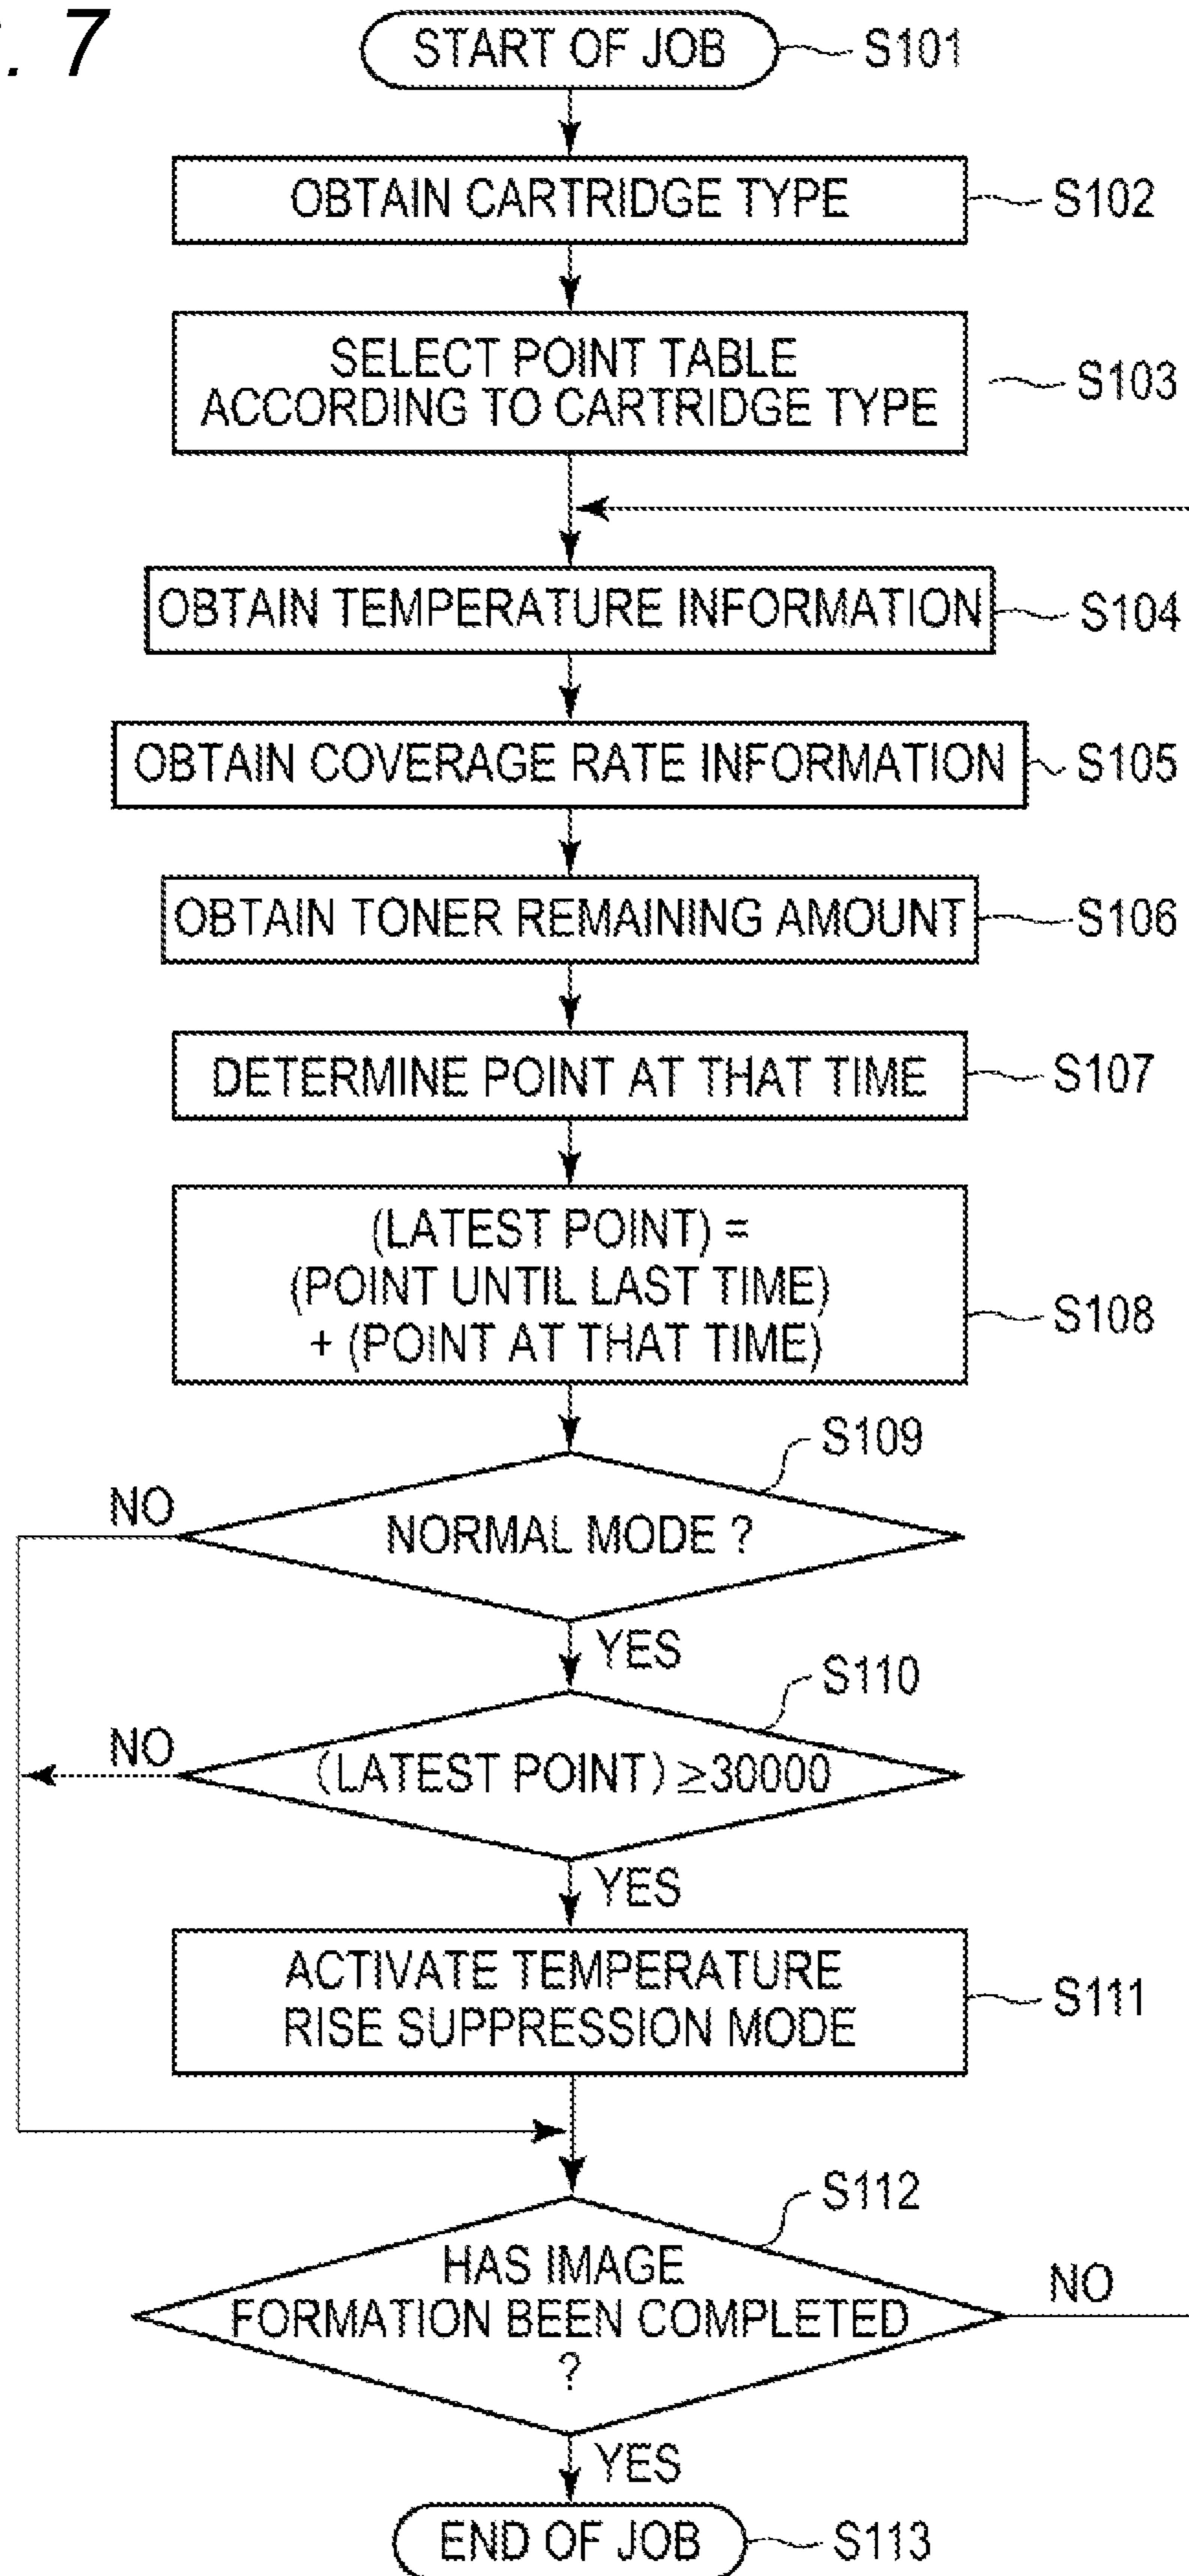 . 7
START OF JOB S101
OBTAIN CARTRIDGE TYPE S102
SELECT POINT TABLE
ACCORDING TO CARTRIDGE TYPE S103
OBTAIN TEMPERATURE INFORMATION S104
OBTAIN COVERAGE RATE INFORMATION S105
OBTAIN TONER REMAINING AMOUNT S106
DETERMINE POINT AT THAT TIME S107
(LATEST POINT) =
(POINT UNTIL LAST TIME)
+ (POINT AT THAT TIME) S108
S109
NO
NORMAL MODE ?
YES
S110
NO
(LATEST POINT) ≥30000
YES
ACTIVATE TEMPERATURE
RISE SUPPRESSION MODE S111
S112
HAS IMAGE
FORMATION BEEN COMPLETED
?
NO
YES
END OF JOB S113